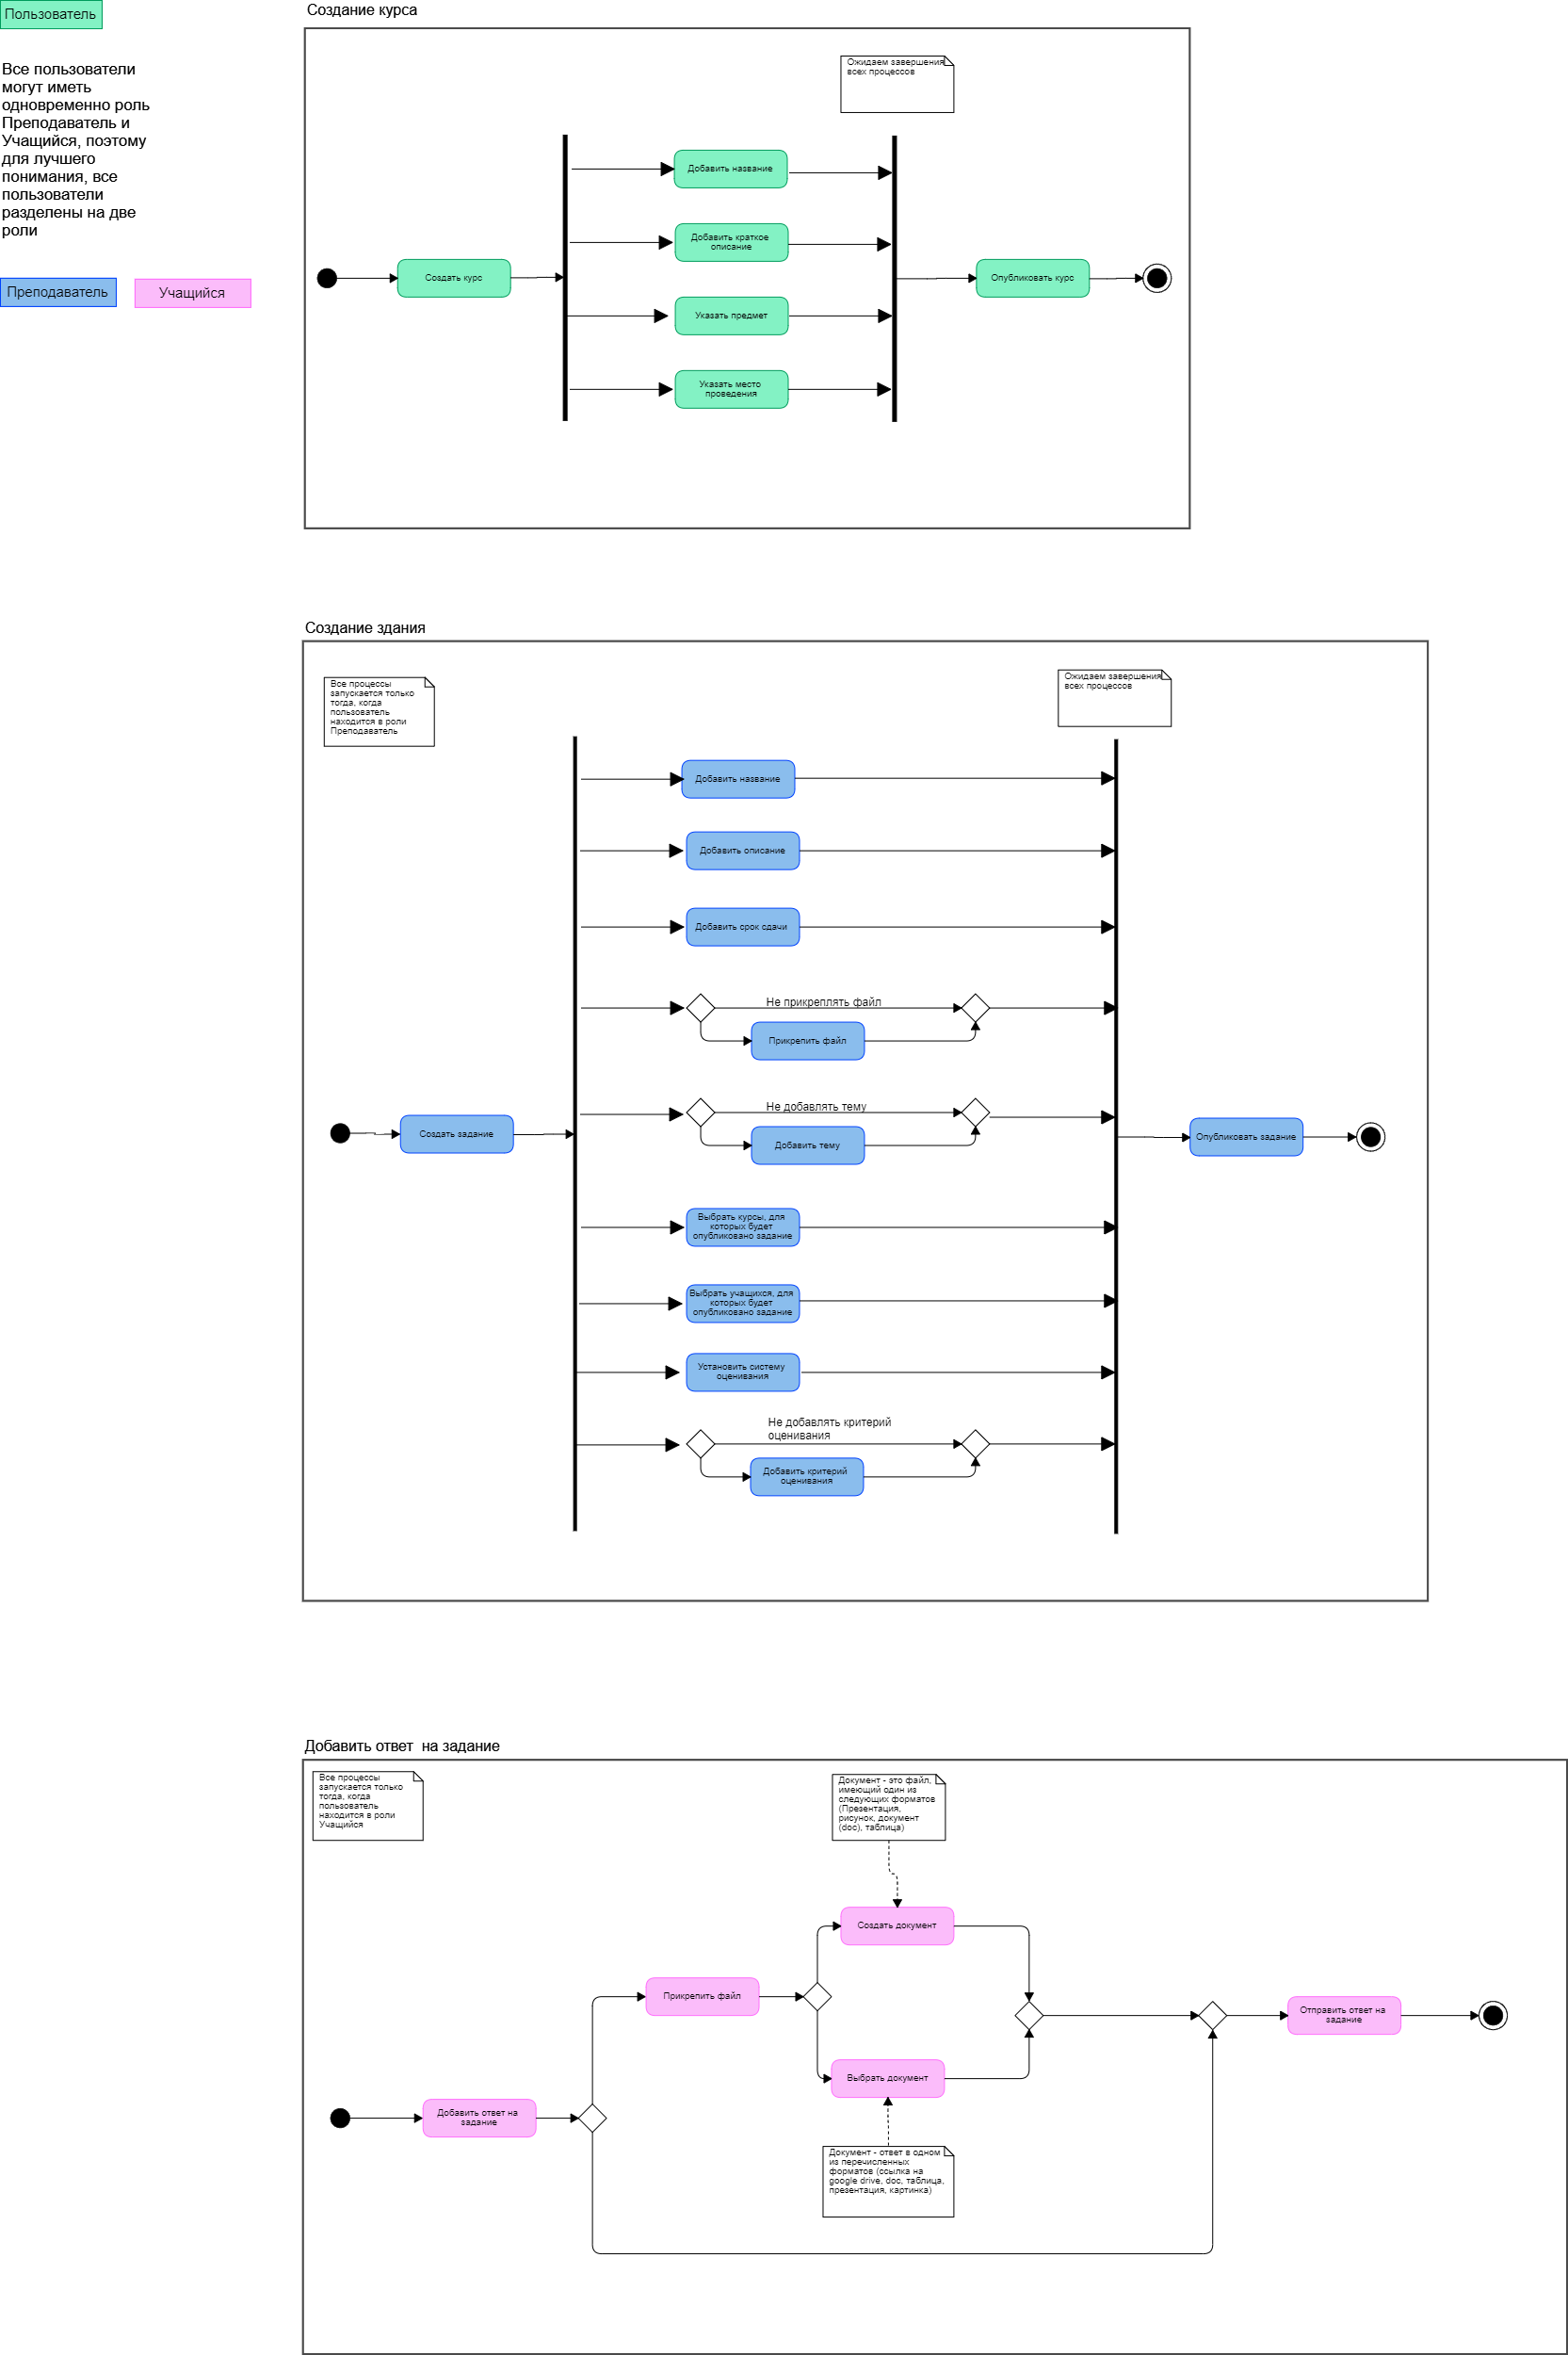 Пользователь
Все пользователи
могут иметь
одновременно роль
Преподаватель и
Учащийся, поэтому
для лучшего
понимания, все
пользователи
разделены на две
роли
Преподаватель
Учащийся
Создание курса
Ожидаем завершения
всех процессов
Добавить название
Добавить краткое
описание
Создать курс
Опубликовать курс
Указать предмет
Указать место
проведения
Создание здания
Все процессы
запускается только
тогда, когда
пользователь
находится в роли
Преподаватель
Ожидаем завершения
всех процессов
Добавить название
Добавить описание
Добавить срок сдачи
Не прикреплять файл
Прикрепить файл
Не добавлять тему
Создать задание
Добавить тему
Опубликовать задание
Выбрать курсы, для
которых будет
опубликовано задание
Выбрать учащихся, для
которых будет
опубликовано задание
Установить систему
оценивания
Не добавлять критерий
оценивания
Добавить критерий
оценивания
Добавить ответ  на задание
Все процессы
запускается только
тогда, когда
пользователь
находится в роли
Учащийся
Документ - это файл,
имеющий один из
следующих форматов
(Презентация,
рисунок, документ
(doc), таблица)
Создать документ
Прикрепить файл
Отправить ответ на
задание
Выбрать документ
Добавить ответ на
задание
Документ - ответ в одном
из перечисленных
форматов (ссылка на
google drive, doc, таблица,
презентация, картинка)